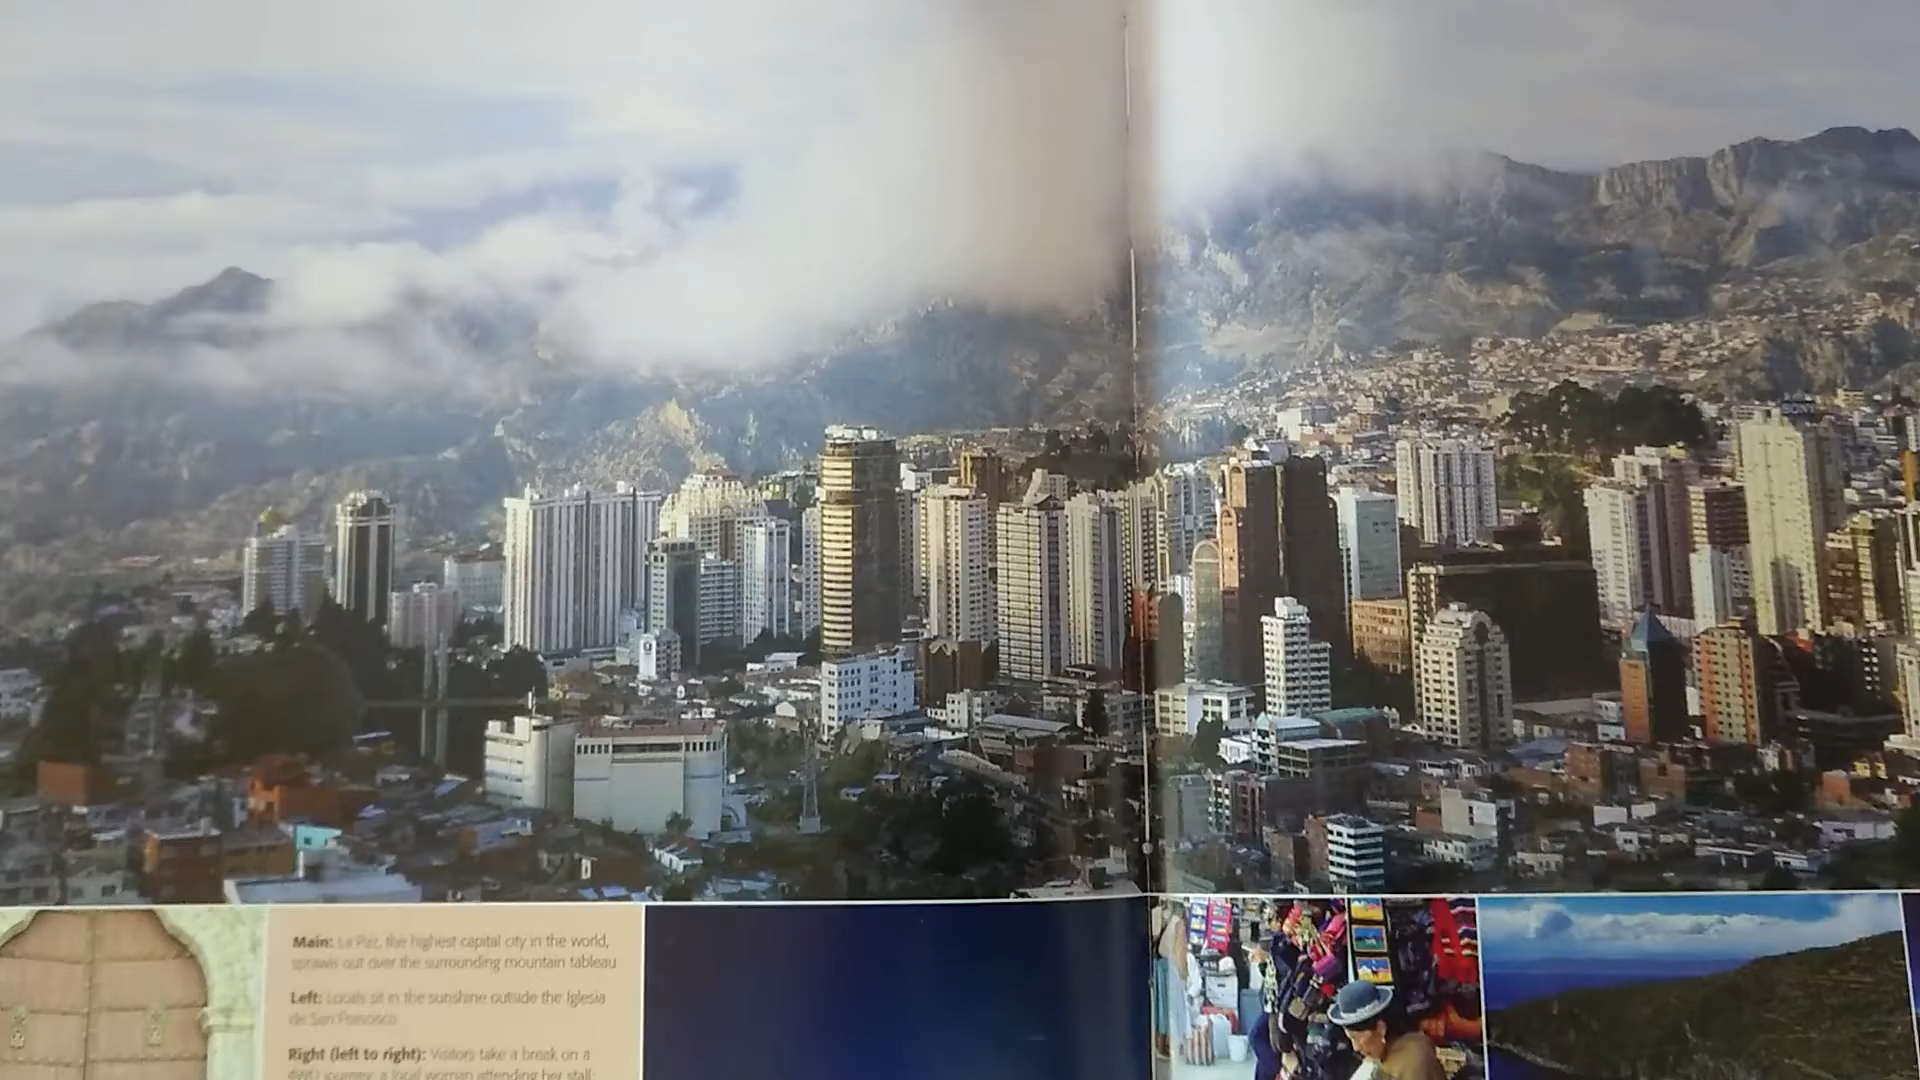 Main: La Paz, the highest capital city in the world,
sprawls out over the surrounding mountain tableau
Left: Locals sit in the sunshine outside the Iglesia
de San Francisco
Right (left to right): Visitors take a break on a
4WD journey; a local woman attending her stall;